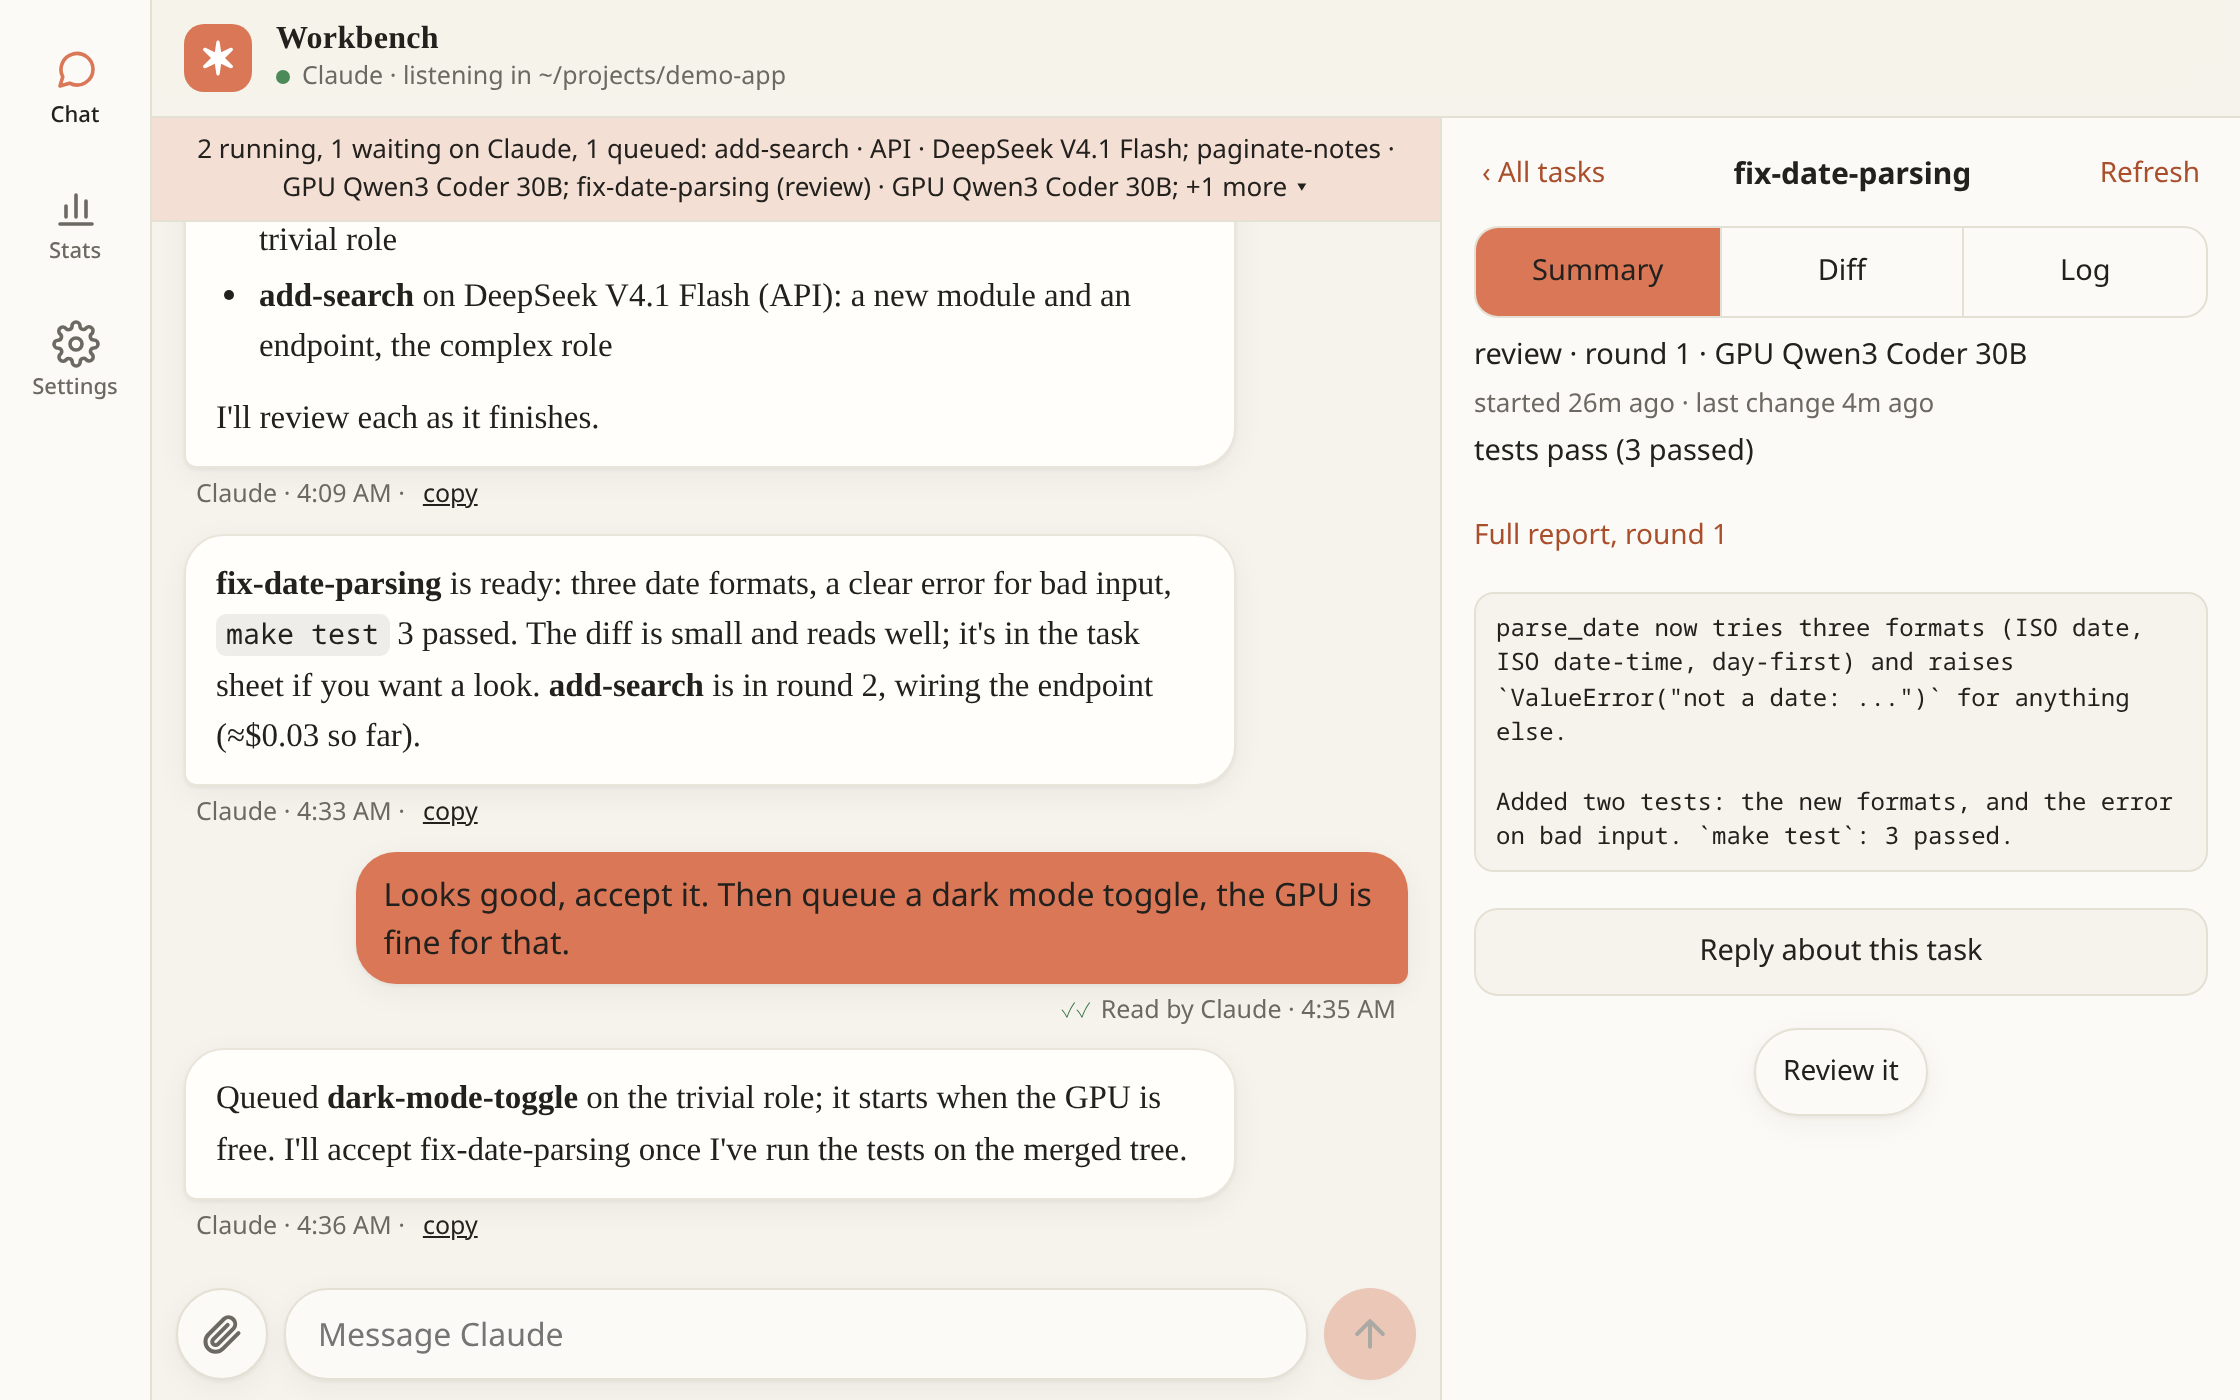 Chat
Stats
Settings
Workbench
Claude · listening in ~/projects/demo-app
2 running, 1 waiting on Claude, 1 queued: add-search · API · DeepSeek V4.1 Flash; paginate-notes ·
GPU Qwen3 Coder 30B; fix-date-parsing (review) · GPU Qwen3 Coder 30B; +1 more ▾
trivial role
• add-search on DeepSeek V4.1 Flash (API): a new module and an
endpoint, the complex role
I'll review each as it finishes.
Claude · 4:09 AM · copy
fix-date-parsing is ready: three date formats, a clear error for bad input,
make test 3 passed. The diff is small and reads well; it's in the task
sheet if you want a look. add-search is in round 2, wiring the endpoint
(≈$0.03 so far).
Claude · 4:33 AM · copy
Looks good, accept it. Then queue a dark mode toggle, the GPU is
fine for that.
✓✓ Read by Claude · 4:35 AM
Queued dark-mode-toggle on the trivial role; it starts when the GPU is
free. I'll accept fix-date-parsing once I've run the tests on the merged tree.
Claude · 4:36 AM · copy
Message Claude
‹ All tasks
fix-date-parsing
Refresh
Summary
Diff
Log
review · round 1 · GPU Qwen3 Coder 30B
started 26m ago · last change 4m ago
tests pass (3 passed)
Full report, round 1
parse_date now tries three formats (ISO date,
ISO date-time, day-first) and raises
`ValueError("not a date: ...")` for anything
else.
Added two tests: the new formats, and the error
on bad input. `make test`: 3 passed.
Reply about this task
Review it